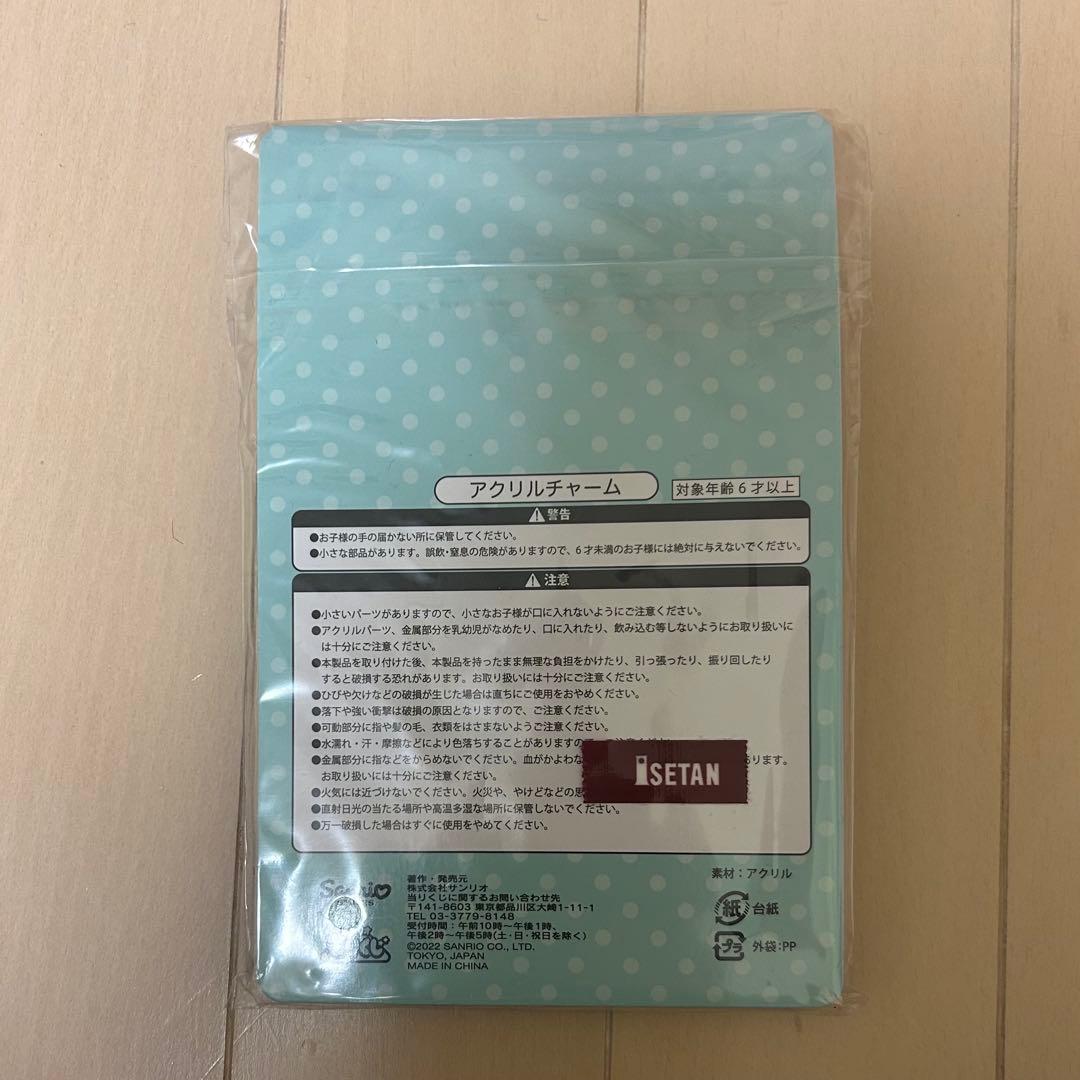 アクリルチャーム
対象年齢6才以上
警告
●お子様の手の届かない所に保管してください。
●小さな部品があります。誤飲・窒息の危険がありますので、6才未満のお子様には絶対に与えないでください。
注意
●小さいパーツがありますので、小さなお子様が口に入れないようにご注意ください。
●アクリルパーツ、金属部分を乳幼児がなめたり、口に入れたり、飲み込む等しないようにお取り扱いに
は十分にご注意ください。
●本製品を取り付けた後、本製品を持ったまま無理な負担をかけたり、引っ張ったり、振り回したり
すると破損する恐れがあります。お取り扱いには十分にご注意ください。
●ひびや欠けなどの破損が生じた場合は直ちにご使用をおやめください。
●落下や強い衝撃は破損の原因となりますので、ご注意ください。
●可動部分に指や髪の毛、衣類をはさまないようご注意ください。
●水濡れ・汗・摩擦などにより色落ちすることがありますので
●金属部分に指などをからめないでください。血がかよわな
あります。
お取り扱いには十分にご注意ください。
●火気には近づけないでください。火災や、やけどなどの思
●直射日光の当たる場所や高温多湿な場所に保管しないでください。
●万一破損した場合はすぐに使用をやめてください。
ISETAN
Sanrio
著作・発売元
株式会社サンリオ
当りくじに関するお問い合わせ先
〒141-8603 東京都品川区大崎1-11-1
TEL 03-3779-8148
受付時間：午前10時〜午後1時、
午後2時〜午後5時(土・日・祝日を除く)
©2022 SANRIO CO., LTD.
TOKYO, JAPAN
MADE IN CHINA
素材：アクリル
紙 台紙
プラ 外袋：PP